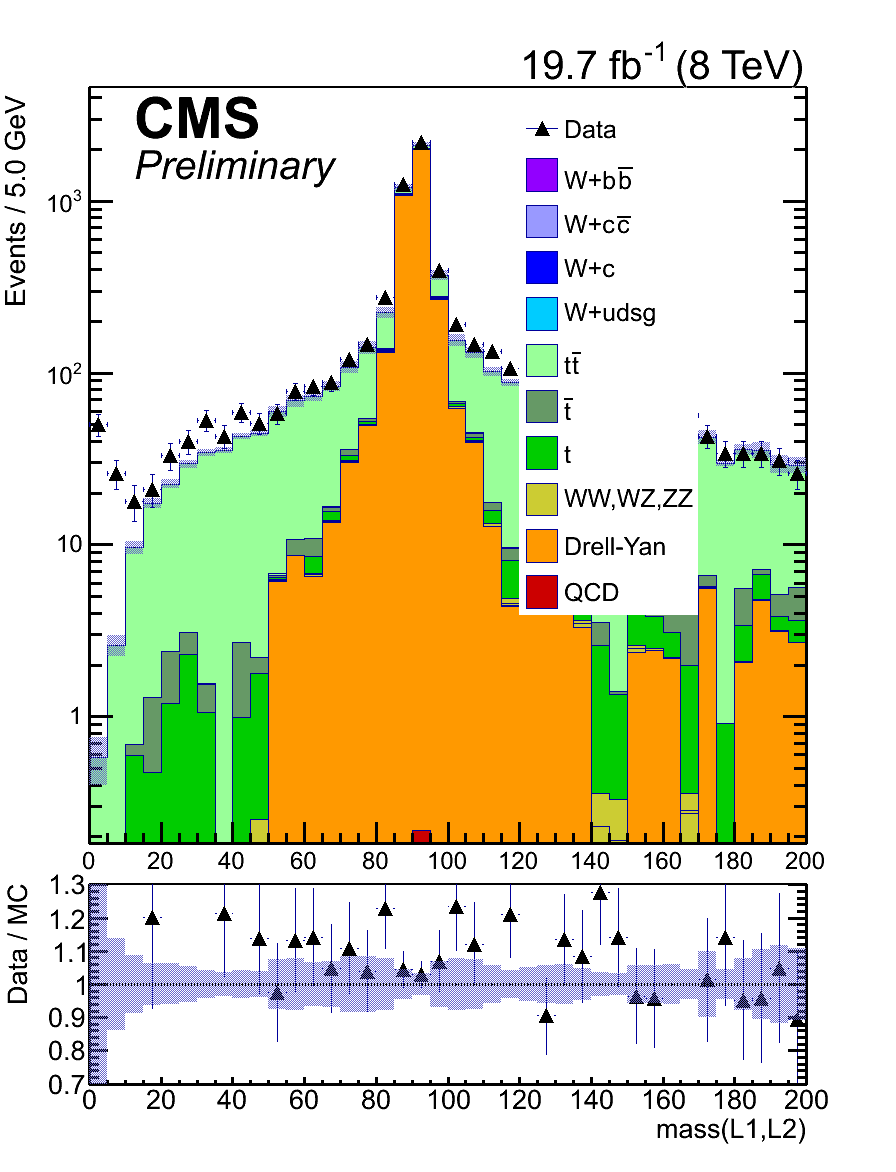 19.7 fb-1 (8 TeV)
CMS
Preliminary
Events / 5.0 GeV
10³
10²
10
1
Data
W+bb̅
W+cc̅
W+c
W+udsg
tt̅
t̅
t
WW,WZ,ZZ
Drell-Yan
QCD
0 20 40 60 80 100 120 140 160 180 200
Data / MC
1.3
1.2
1.1
1
0.9
0.8
0.7
0 20 40 60 80 100 120 140 160 180 200
mass(L1,L2)